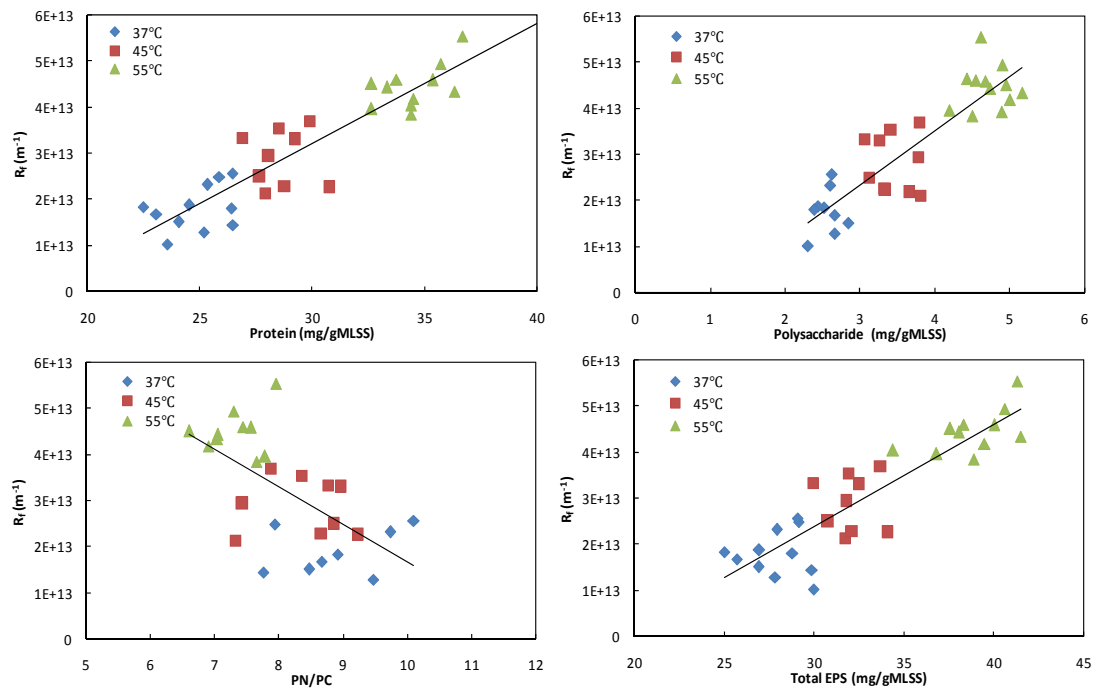 6E+13
5E+13
4E+13
3E+13
2E+13
1E+13
0
R_f (m⁻¹)
37℃
45℃
55℃
20 25 30 35 40
Protein (mg/gMLSS)
6E+13
5E+13
4E+13
3E+13
2E+13
1E+13
0
R_f (m⁻¹)
37℃
45℃
55℃
0 1 2 3 4 5 6
Polysaccharide (mg/gMLSS)
6E+13
5E+13
4E+13
3E+13
2E+13
1E+13
0
R_f (m⁻¹)
37℃
45℃
55℃
5 6 7 8 9 10 11 12
PN/PC
6E+13
5E+13
4E+13
3E+13
2E+13
1E+13
0
R_f (m⁻¹)
37℃
45℃
55℃
20 25 30 35 40 45
Total EPS (mg/gMLSS)